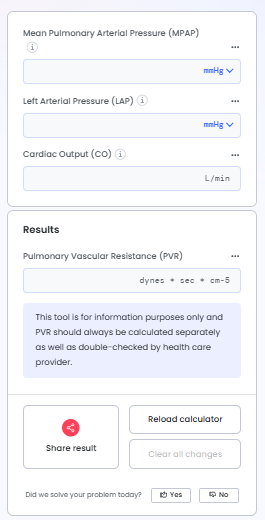 Mean Pulmonary Arterial Pressure (MPAP)
i
...
mmHg
Left Arterial Pressure (LAP) i ...
mmHg
Cardiac Output (CO) i ...
L/min
Results
Pulmonary Vascular Resistance (PVR) ...
dynes * sec * cm-5
This tool is for information purposes only and
PVR should always be calculated separately
as well as double-checked by health care
provider.
Share result
Reload calculator
Clear all changes
Did we solve your problem today? Yes No